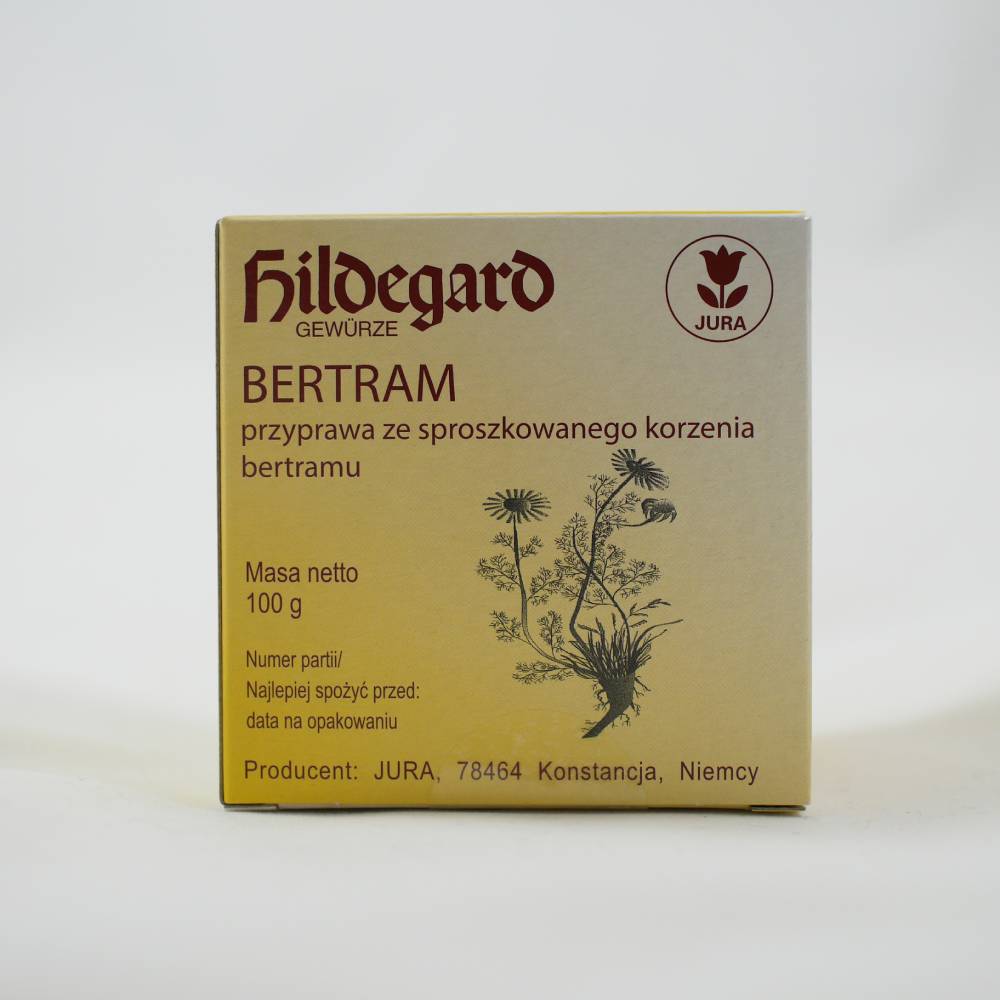 Hildegard
GEWÜRZE
JURA
BERTRAM
przyprawa ze sproszkowanego korzenia
bertramu
Masa netto
100 g
Numer partii/
Najlepiej spożyć przed:
data na opakowaniu
Producent: JURA, 78464 Konstancja, Niemcy